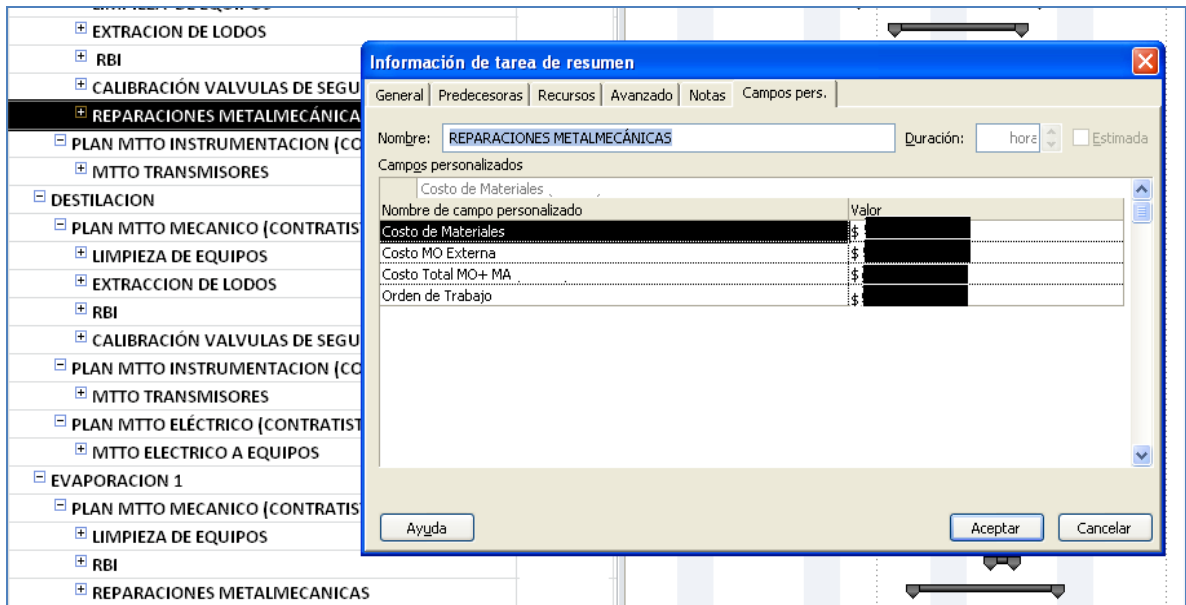 EXTRACION DE LODOS
RBI
CALIBRACIÓN VALVULAS DE SEGU
REPARACIONES METALMECÁNICA
PLAN MTTO INSTRUMENTACION (CO
MTTO TRANSMISORES
DESTILACION
PLAN MTTO MECANICO (CONTRATIS
LIMPIEZA DE EQUIPOS
EXTRACCION DE LODOS
RBI
CALIBRACIÓN VALVULAS DE SEGU
PLAN MTTO INSTRUMENTACION (CO
MTTO TRANSMISORES
PLAN MTTO ELÉCTRICO (CONTRATIST
MTTO ELECTRICO A EQUIPOS
EVAPORACION 1
PLAN MTTO MECANICO (CONTRATIS
LIMPIEZA DE EQUIPOS
RBI
REPARACIONES METALMECANICAS
Información de tarea de resumen
General Predecesoras Recursos Avanzado Notas Campos pers.
Nombre: REPARACIONES METALMECÁNICAS Duración: hora Estimada
Campos personalizados
Costo de Materiales
Nombre de campo personalizado Valor
Costo de Materiales $
Costo MO Externa $
Costo Total MO+ MA $
Orden de Trabajo $
Ayuda Aceptar Cancelar